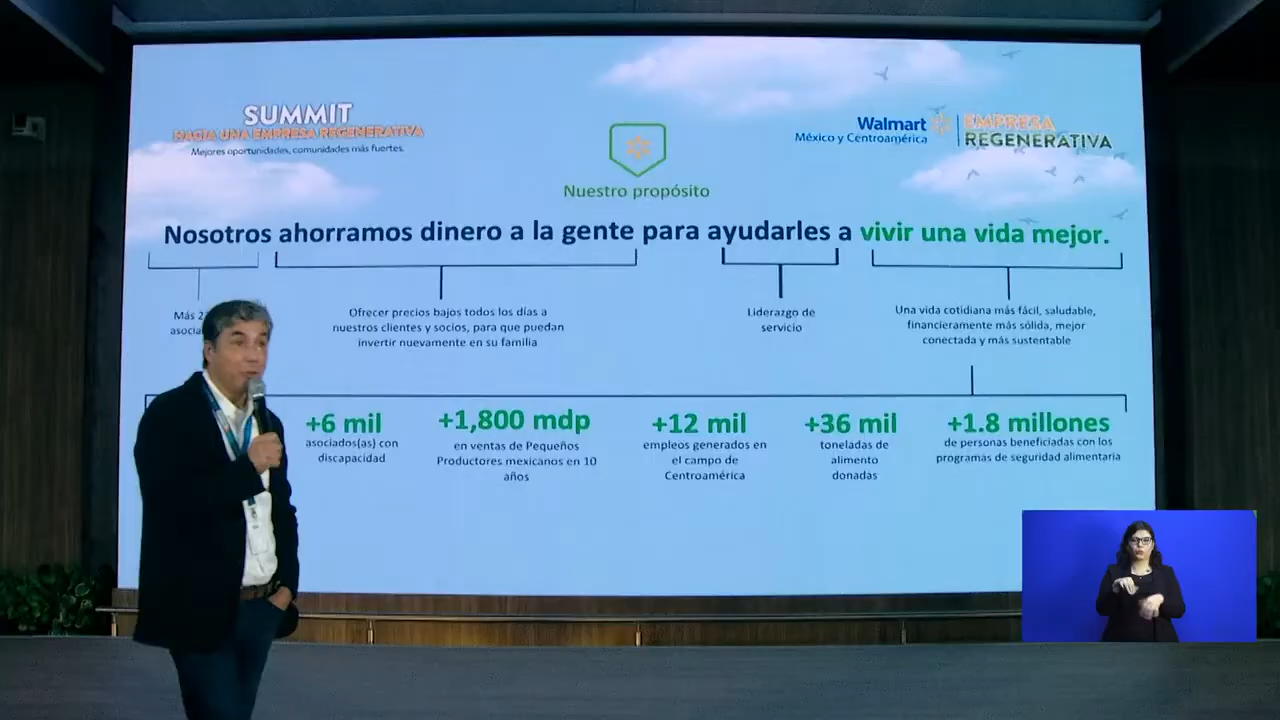 SUMMIT
HACIA UNA EMPRESA REGENERATIVA
Mejores oportunidades, comunidades más fuertes.
Walmart
México y Centroamérica
EMPRESA
REGENERATIVA
Nuestro propósito
Nosotros ahorramos dinero a la gente para ayudarles a vivir una vida mejor.
Más
Ofrecer precios bajos todos los días a
nuestros clientes y socios, para que puedan
invertir nuevamente en su familia
Liderazgo de
servicio
Una vida cotidiana más fácil, saludable,
financieramente más sólida, mejor
conectada y más sustentable
+6 mil
asociados(as) con
discapacidad
+1,800 mdp
en ventas de Pequeños
Productores mexicanos en 10
años
+12 mil
empleos generados en
el campo de
Centroamérica
+36 mil
toneladas de
alimento
donadas
+1.8 millones
de personas beneficiadas con los
programas de seguridad alimentaria